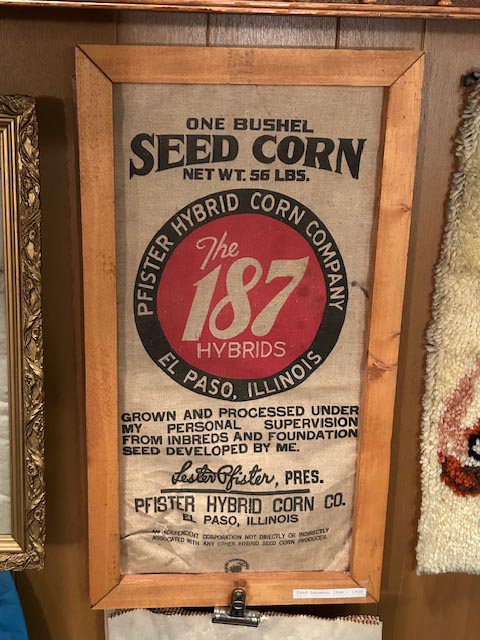 ONE BUSHEL
SEED CORN
NET WT. 56 LBS.
PFISTER HYBRID CORN COMPANY
The
187
HYBRIDS
EL PASO, ILLINOIS
GROWN AND PROCESSED UNDER
MY PERSONAL SUPERVISION
FROM INBREDS AND FOUNDATION
SEED DEVELOPED BY ME.
Lester Pfister, PRES.
PFISTER HYBRID CORN CO.
EL PASO, ILLINOIS
AN INDEPENDENT CORPORATION NOT DIRECTLY OR INDIRECTLY
ASSOCIATED WITH ANY OTHER HYBRID SEED CORN PRODUCER.
Used between